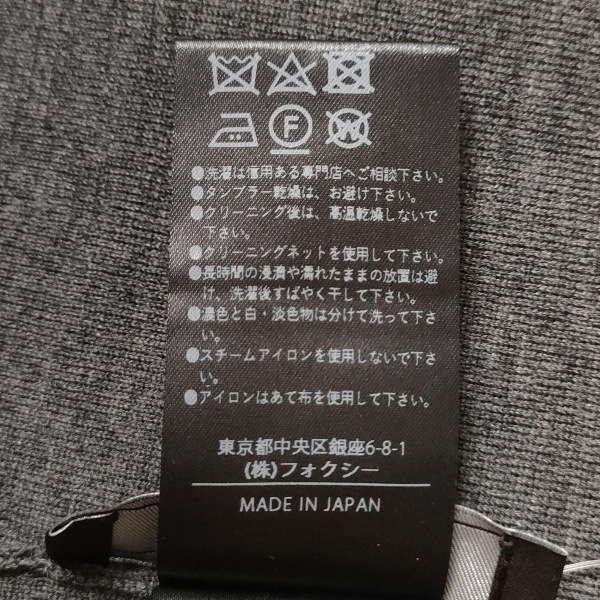 F W
●洗濯は信用ある専門店へご相談下さい。
●タンブラー乾燥は、お避け下さい。
●クリーニング後は、高温乾燥しないで
下さい。
●クリーニングネットを使用して下さい。
●長時間の浸漬や濡れたままの放置は避
け、洗濯後すばやく干して下さい。
●濃色と白・淡色物は分けて洗って下さ
い。
●スチームアイロンを使用しないで下さ
い。
●アイロンはあて布を使用して下さい。
東京都中央区銀座6-8-1
(株)フォクシー
MADE IN JAPAN